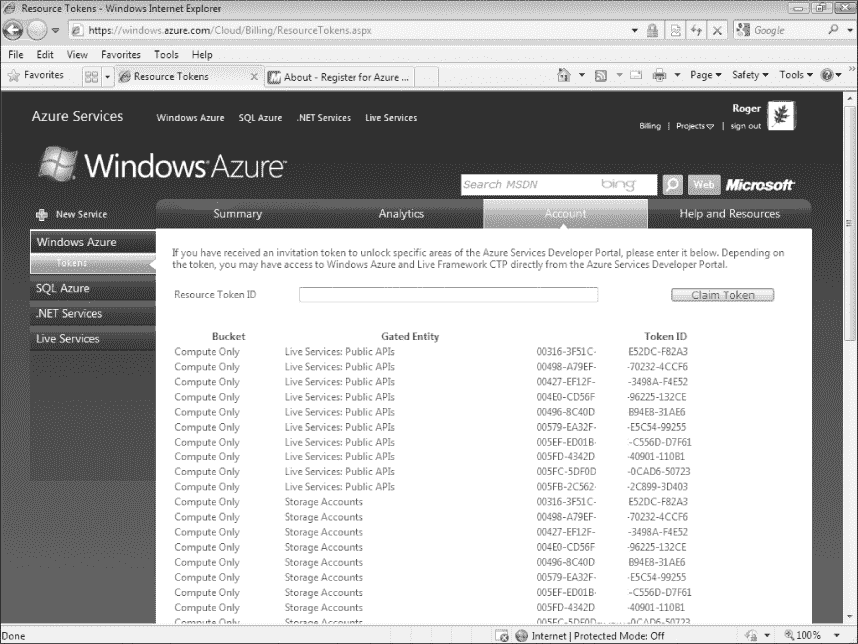 Resource Tokens - Windows Internet Explorer
https://windows.azure.com/Cloud/Billing/ResourceTokens.aspx
Google
File Edit View Favorites Tools Help
Favorites
Resource Tokens
About - Register for Azure ...
Page Safety Tools
Azure Services
Windows Azure SQL Azure .NET Services Live Services
Roger
Billing | Projects | sign out
Windows Azure
Search MSDN bing Web Microsoft
New Service
Summary Analytics Account Help and Resources
Windows Azure
Tokens
SQL Azure
.NET Services
Live Services
If you have received an invitation token to unlock specific areas of the Azure Services Developer Portal, please enter it below. Depending on
the token, you may have access to Windows Azure and Live Framework CTP directly from the Azure Services Developer Portal.
Resource Token ID Claim Token
Bucket Gated Entity Token ID
Compute Only Live Services: Public APIs 00316-3F51C- E52DC-F82A3
Compute Only Live Services: Public APIs 00498-A79EF- -70232-4CCF6
Compute Only Live Services: Public APIs 00427-EF12F- -3498A-F4E52
Compute Only Live Services: Public APIs 004E0-CD56F -96225-132CE
Compute Only Live Services: Public APIs 00496-8C40D B94E8-31AE6
Compute Only Live Services: Public APIs 00579-EA32F- -E5C54-99255
Compute Only Live Services: Public APIs 005EF-ED01B- -C556D-D7F61
Compute Only Live Services: Public APIs 005FD-4342D -40901-110B1
Compute Only Live Services: Public APIs 005FC-5DF0D -0CAD6-50723
Compute Only Live Services: Public APIs 005FB-2C562- -2C899-3D403
Compute Only Storage Accounts 00316-3F51C- E52DC-F82A3
Compute Only Storage Accounts 00498-A79EF- -70232-4CCF6
Compute Only Storage Accounts 00427-EF12F- -3498A-F4E52
Compute Only Storage Accounts 004E0-CD56F -96225-132CE
Compute Only Storage Accounts 00496-8C40D B94E8-31AE6
Compute Only Storage Accounts 00579-EA32F- -E5C54-99255
Compute Only Storage Accounts 005EF-ED01B- -C556D-D7F61
Compute Only Storage Accounts 005FD-4342D -40901-110B1
Compute Only Storage Accounts
Done Internet | Protected Mode: Off 100%